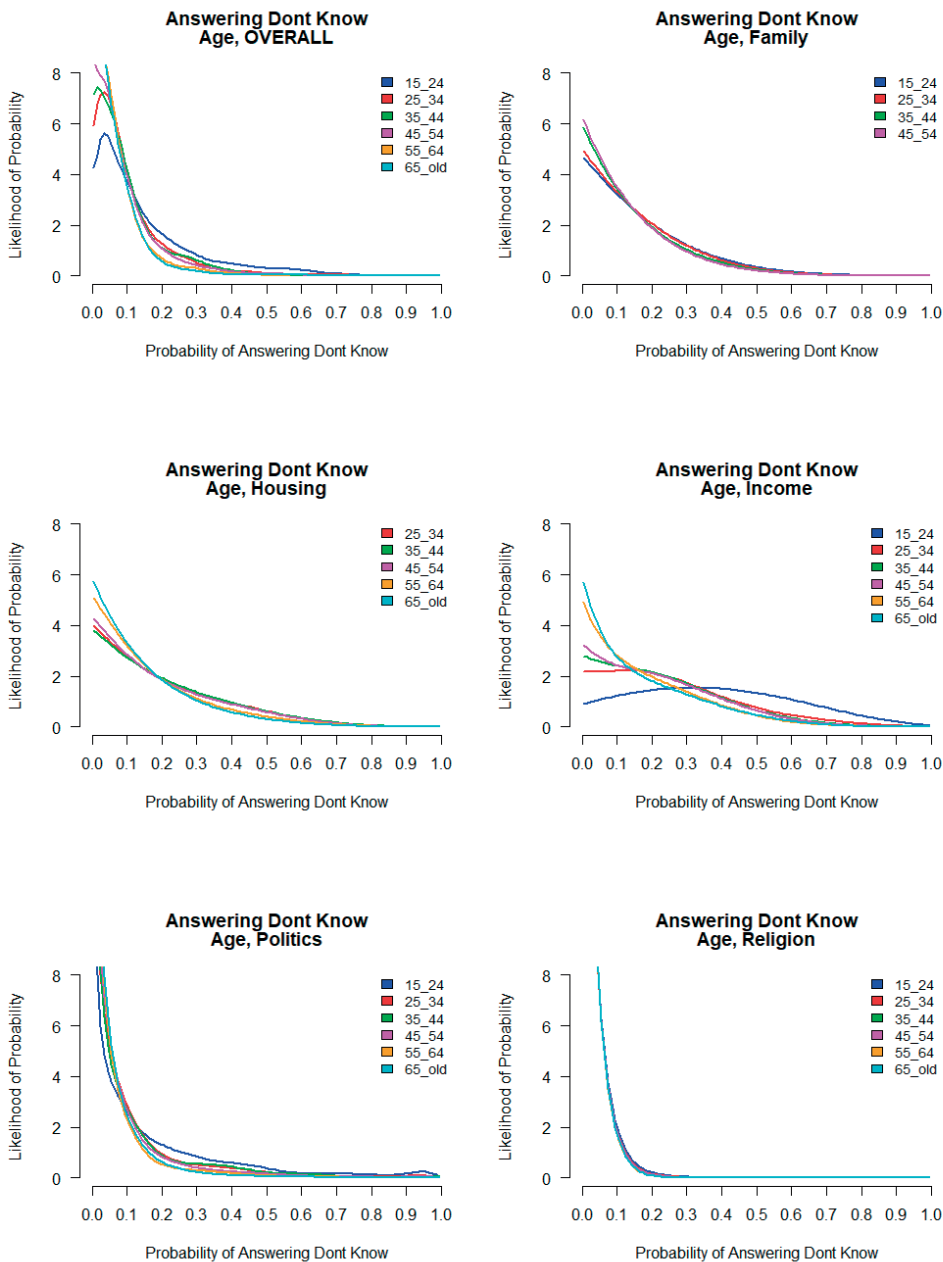 Answering Dont Know
Age, OVERALL
Likelihood of Probability
8
6
4
2
0
15_24
25_34
35_44
45_54
55_64
65_old
0.0 0.1 0.2 0.3 0.4 0.5 0.6 0.7 0.8 0.9 1.0
Probability of Answering Dont Know
Answering Dont Know
Age, Family
Likelihood of Probability
8
6
4
2
0
15_24
25_34
35_44
45_54
0.0 0.1 0.2 0.3 0.4 0.5 0.6 0.7 0.8 0.9 1.0
Probability of Answering Dont Know
Answering Dont Know
Age, Housing
Likelihood of Probability
8
6
4
2
0
25_34
35_44
45_54
55_64
65_old
0.0 0.1 0.2 0.3 0.4 0.5 0.6 0.7 0.8 0.9 1.0
Probability of Answering Dont Know
Answering Dont Know
Age, Income
Likelihood of Probability
8
6
4
2
0
15_24
25_34
35_44
45_54
55_64
65_old
0.0 0.1 0.2 0.3 0.4 0.5 0.6 0.7 0.8 0.9 1.0
Probability of Answering Dont Know
Answering Dont Know
Age, Politics
Likelihood of Probability
8
6
4
2
0
15_24
25_34
35_44
45_54
55_64
65_old
0.0 0.1 0.2 0.3 0.4 0.5 0.6 0.7 0.8 0.9 1.0
Probability of Answering Dont Know
Answering Dont Know
Age, Religion
Likelihood of Probability
8
6
4
2
0
15_24
25_34
35_44
45_54
55_64
65_old
0.0 0.1 0.2 0.3 0.4 0.5 0.6 0.7 0.8 0.9 1.0
Probability of Answering Dont Know